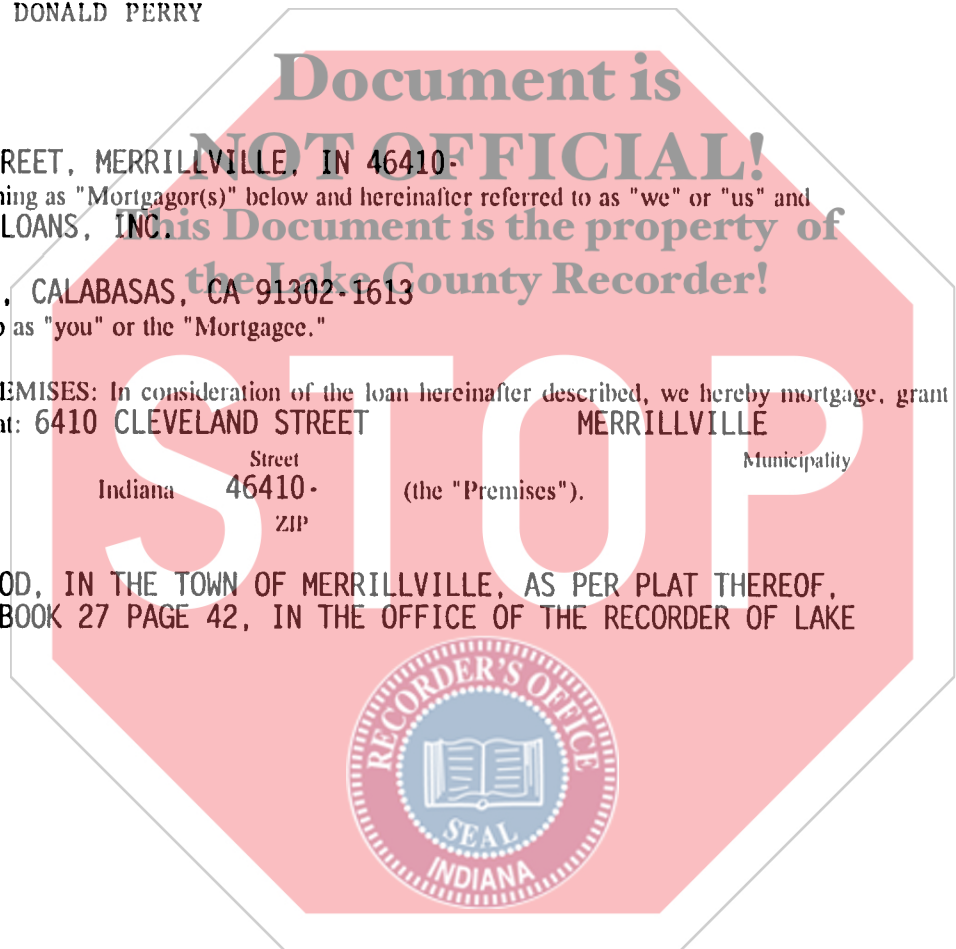 DONALD PERRY
Document is
NOT OFFICIAL!
REET, MERRILLVILLE, IN 46410-
ning as "Mortgagor(s)" below and hereinafter referred to as "we" or "us" and
This Document is the property of
LOANS, INC.
the Lake County Recorder!
, CALABASAS, CA 91302-1613
as "you" or the "Mortgagee."
EMISES: In consideration of the loan hereinafter described, we hereby mortgage, grant
at: 6410 CLEVELAND STREET MERRILLVILLE
Street Municipality
Indiana 46410- (the "Premises").
ZIP
STOP
OD, IN THE TOWN OF MERRILLVILLE, AS PER PLAT THEREOF,
BOOK 27 PAGE 42, IN THE OFFICE OF THE RECORDER OF LAKE
RECORDER'S OFFICE
SEAL
INDIANA